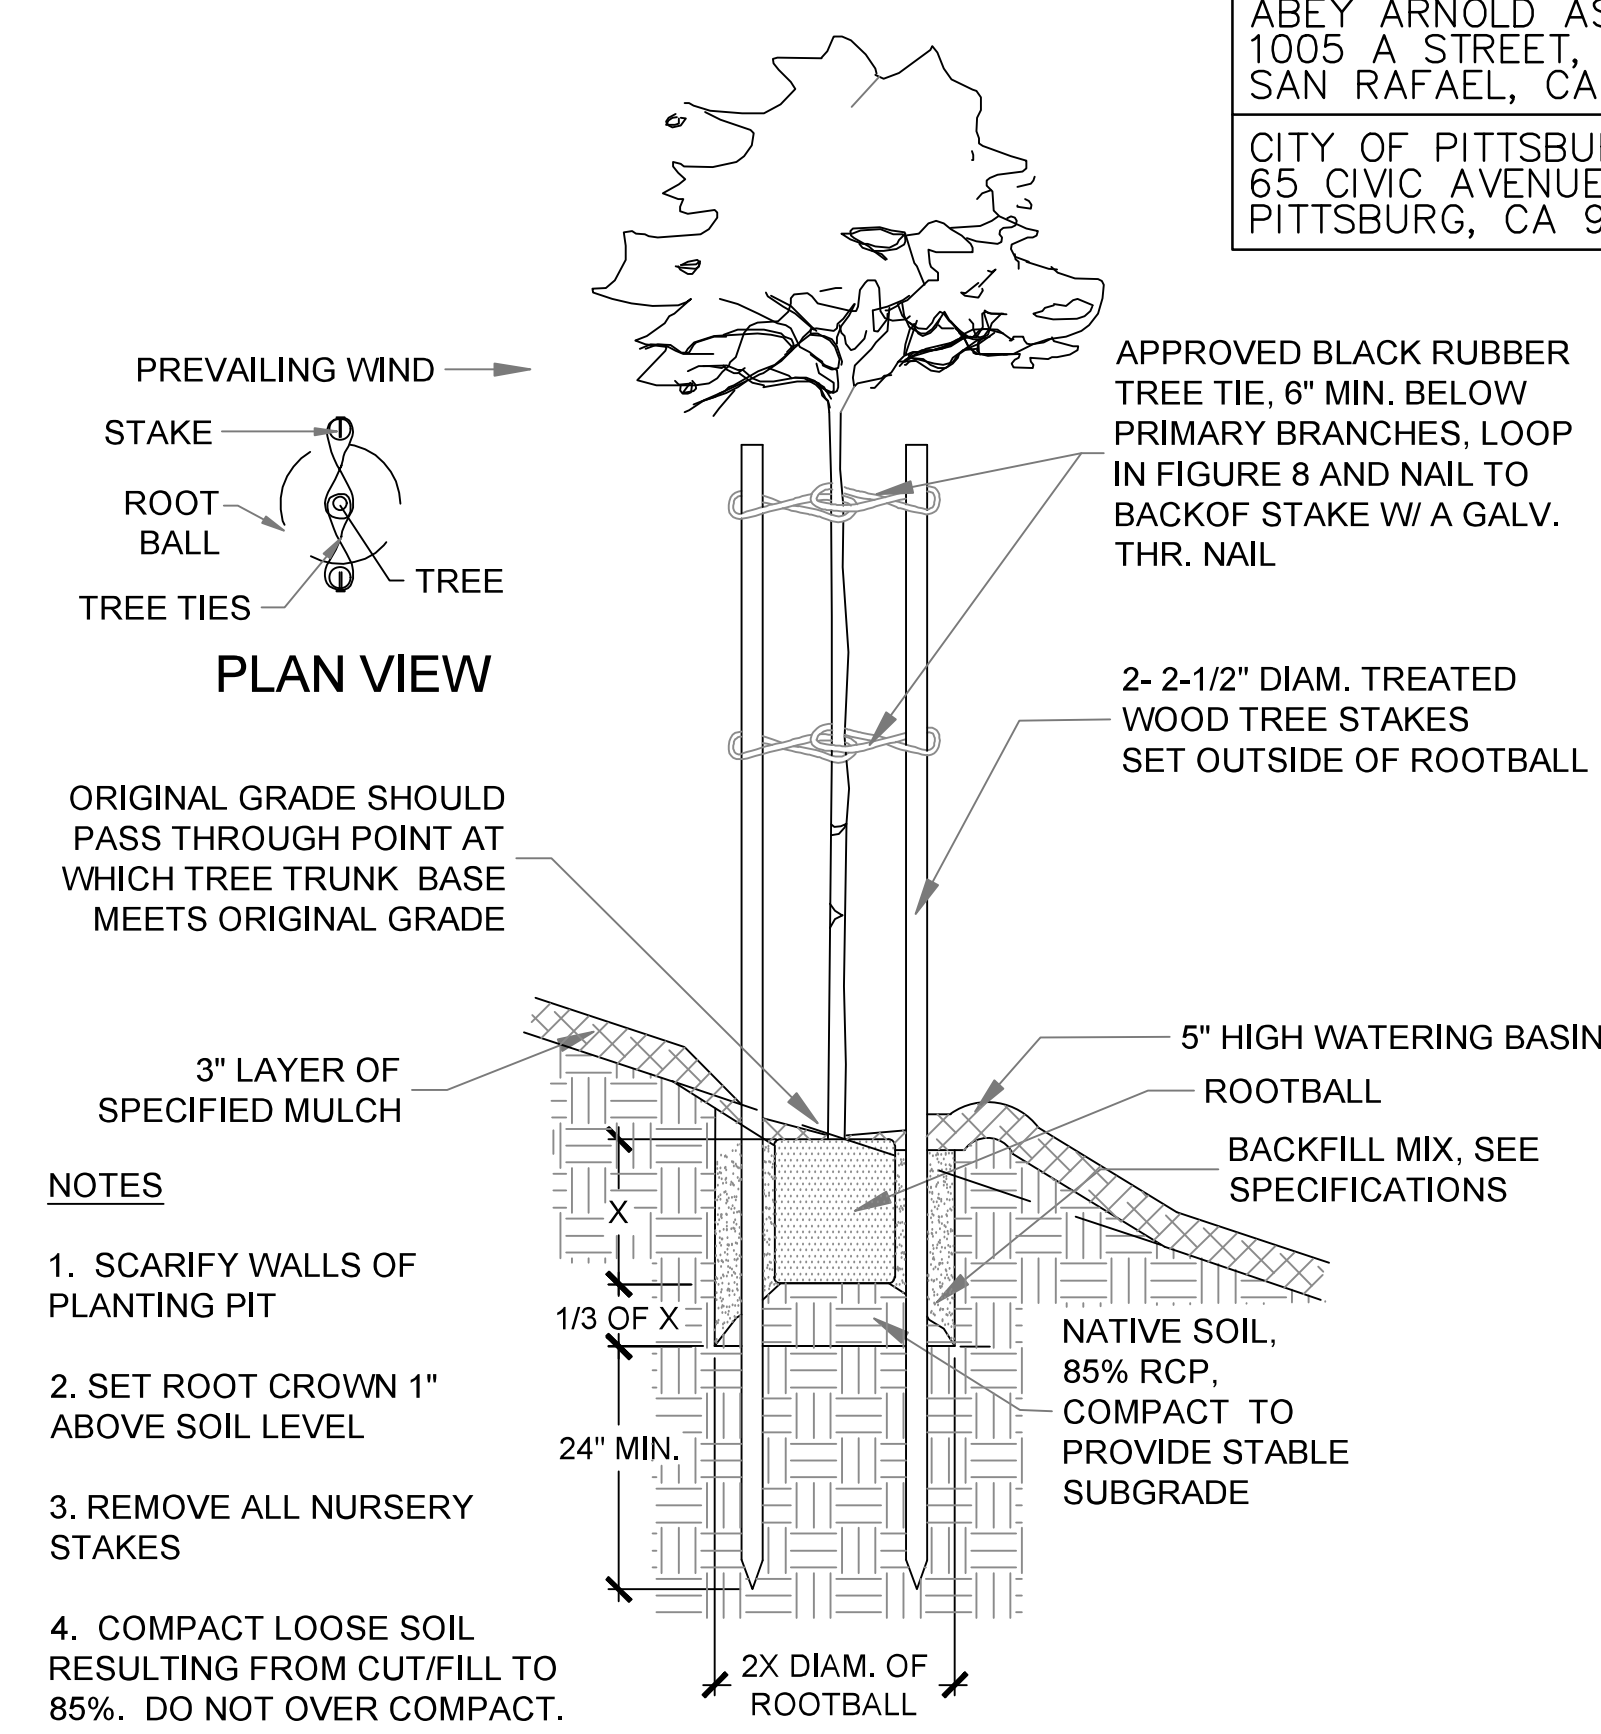 ABEY ARNOLD AS
1005 A STREET,
SAN RAFAEL, CA
CITY OF PITTSBU
65 CIVIC AVENUE
PITTSBURG, CA 9
PREVAILING WIND
STAKE
ROOT
BALL
TREE TIES
TREE
PLAN VIEW
APPROVED BLACK RUBBER
TREE TIE, 6" MIN. BELOW
PRIMARY BRANCHES, LOOP
IN FIGURE 8 AND NAIL TO
BACKOF STAKE W/ A GALV.
THR. NAIL
2- 2-1/2" DIAM. TREATED
WOOD TREE STAKES
SET OUTSIDE OF ROOTBALL
ORIGINAL GRADE SHOULD
PASS THROUGH POINT AT
WHICH TREE TRUNK BASE
MEETS ORIGINAL GRADE
3" LAYER OF
SPECIFIED MULCH
5" HIGH WATERING BASIN
ROOTBALL
BACKFILL MIX, SEE
SPECIFICATIONS
X
1/3 OF X
24" MIN.
NATIVE SOIL,
85% RCP,
COMPACT TO
PROVIDE STABLE
SUBGRADE
2X DIAM. OF
ROOTBALL
NOTES
1. SCARIFY WALLS OF
PLANTING PIT
2. SET ROOT CROWN 1"
ABOVE SOIL LEVEL
3. REMOVE ALL NURSERY
STAKES
4. COMPACT LOOSE SOIL
RESULTING FROM CUT/FILL TO
85%. DO NOT OVER COMPACT.